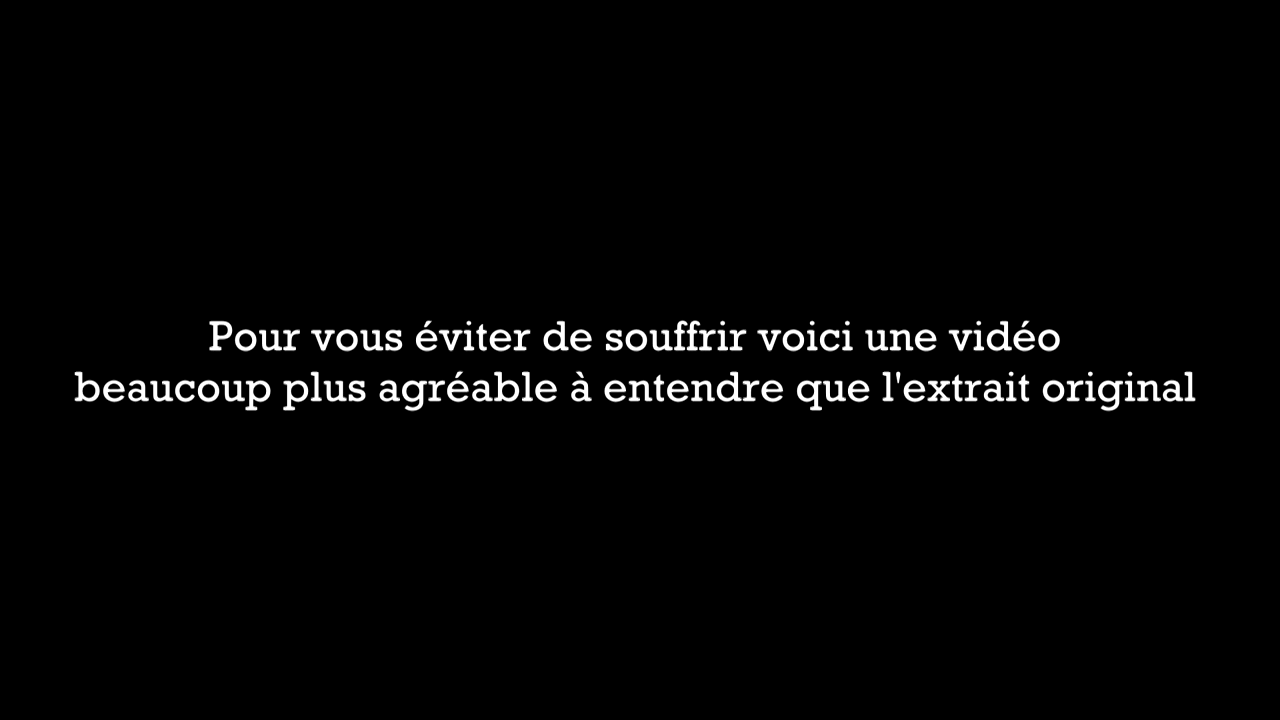 Pour vous éviter de souffrir voici une vidéo
beaucoup plus agréable à entendre que l'extrait original